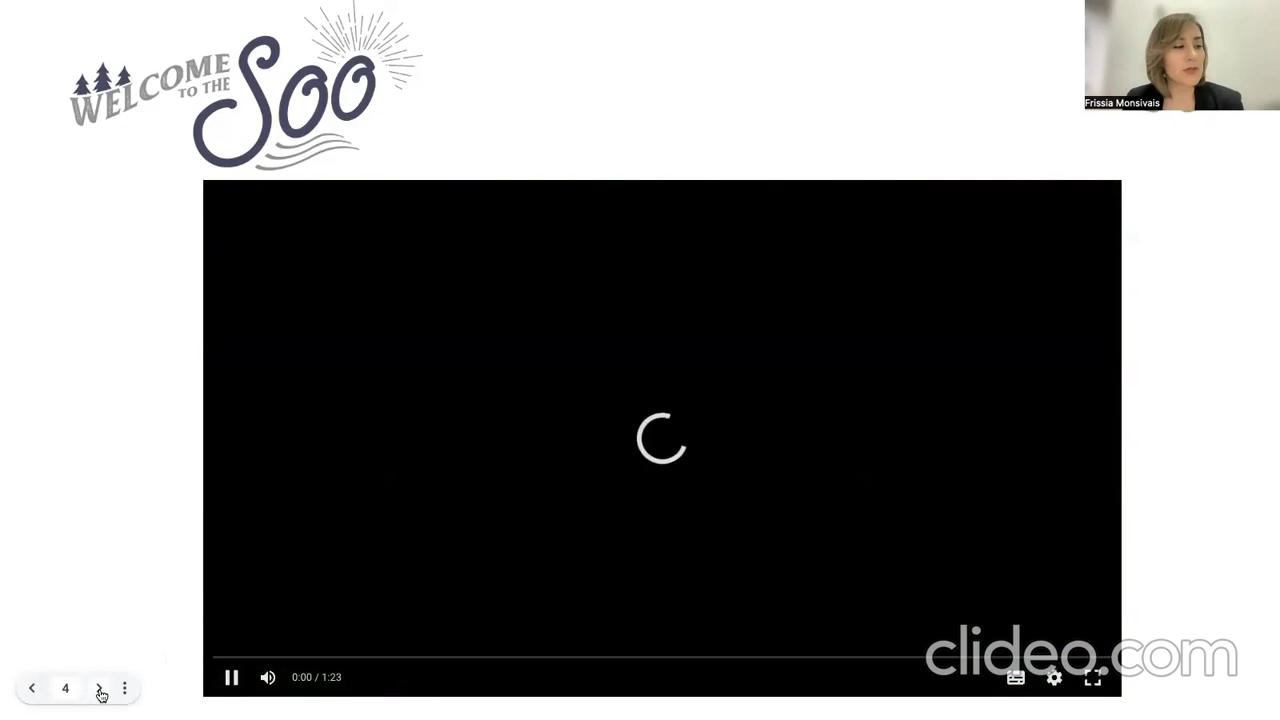 WELCOME
TO THE
Soo
Frissia Monsivais
0:00 / 1:23
clideo.com
4